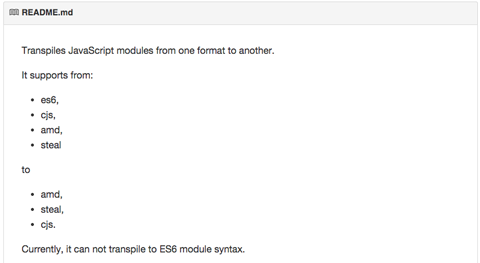 README.md
Transpiles JavaScript modules from one format to another.
It supports from:
• es6,
• cjs,
• amd,
• steal
to
• amd,
• steal,
• cjs.
Currently, it can not transpile to ES6 module syntax.